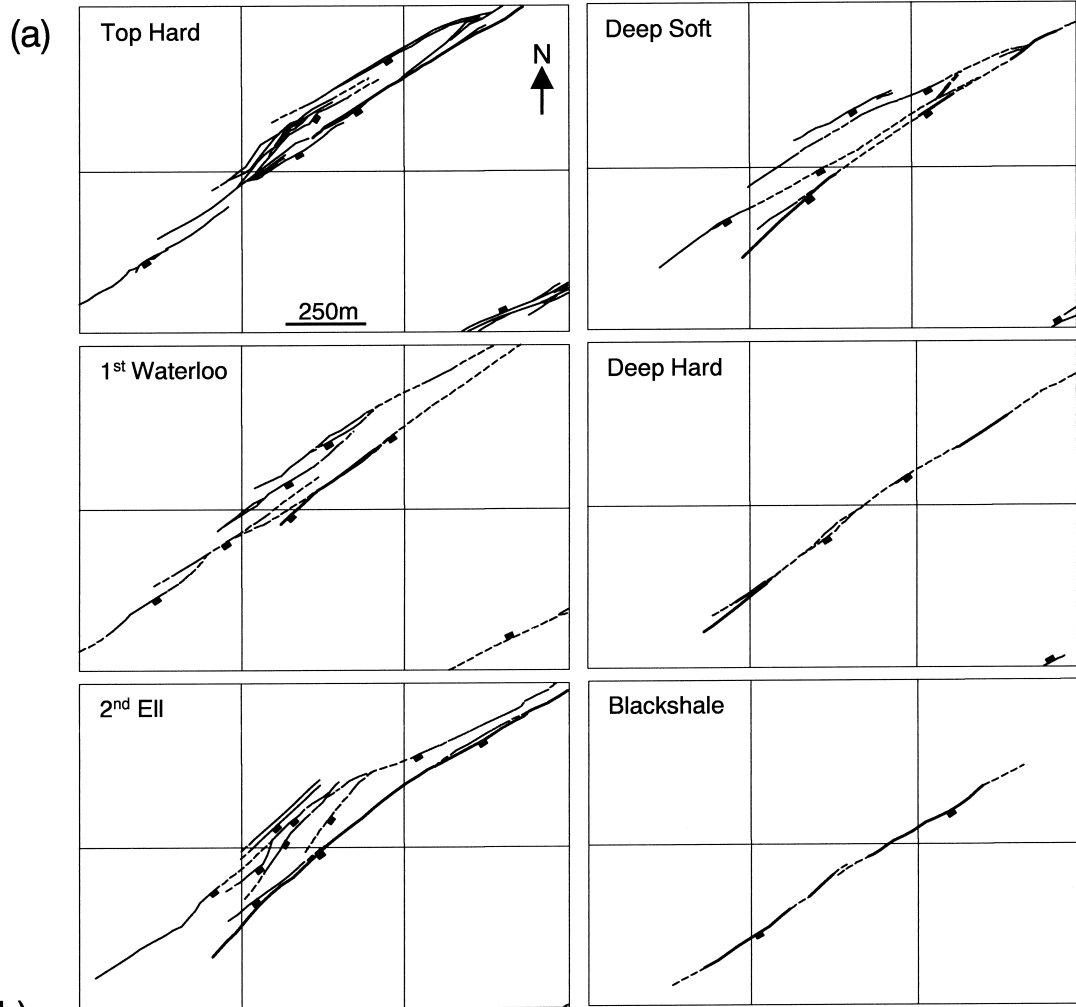 (a)
Top Hard
N
250m
Deep Soft
1st Waterloo
Deep Hard
2nd Ell
Blackshale